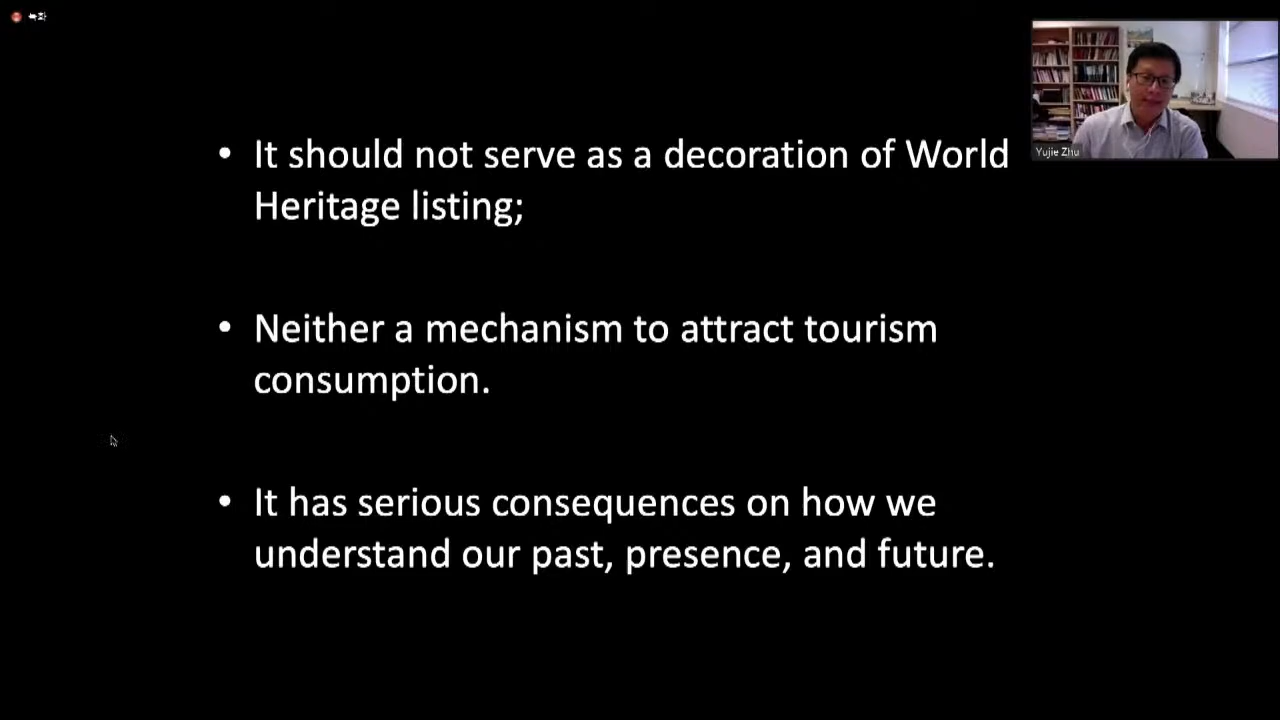 • It should not serve as a decoration of World
Heritage listing;
• Neither a mechanism to attract tourism
consumption.
• It has serious consequences on how we
understand our past, presence, and future.
Yujie Zhu